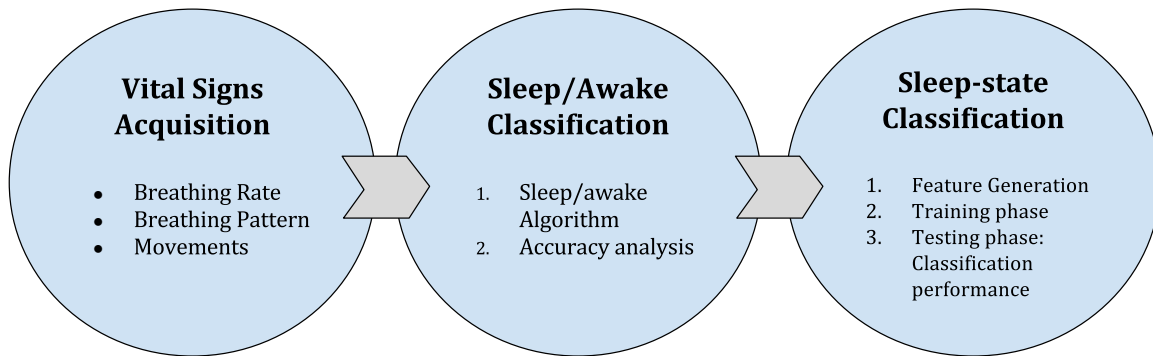 Vital Signs
Acquisition
● Breathing Rate
● Breathing Pattern
● Movements
Sleep/Awake
Classification
1. Sleep/awake
Algorithm
2. Accuracy analysis
Sleep-state
Classification
1. Feature Generation
2. Training phase
3. Testing phase:
Classification
performance